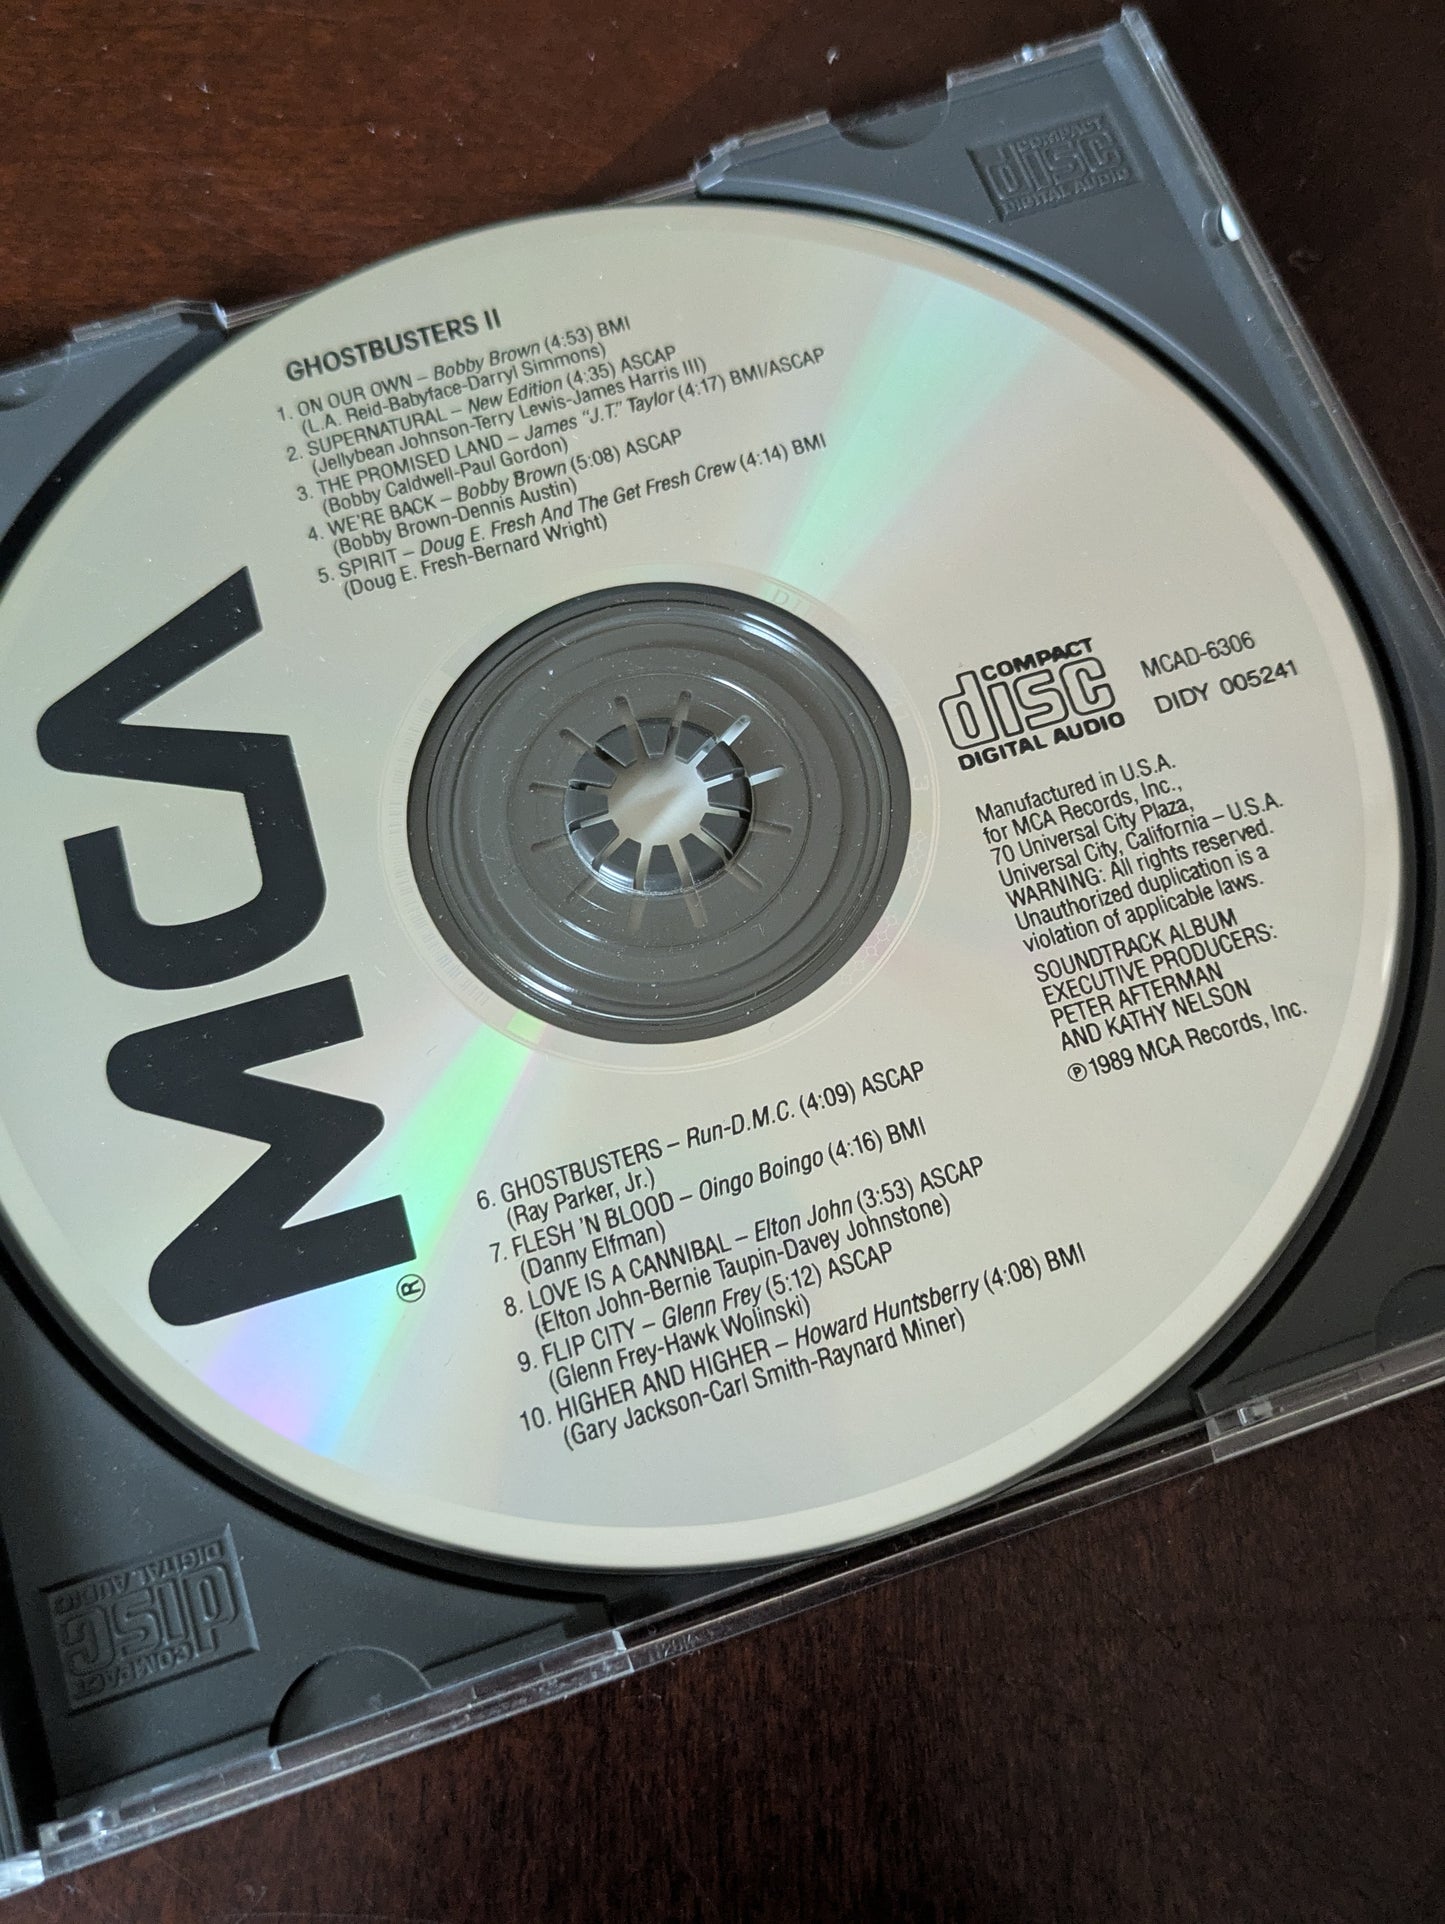 COMPACT
disc
DIGITAL AUDIO
GHOSTBUSTERS II
1. ON OUR OWN – Bobby Brown (4:53) BMI
(L.A. Reid-Babyface-Darryl Simmons)
2. SUPERNATURAL – New Edition (4:35) ASCAP
(Jellybean Johnson-Terry Lewis-James Harris III)
3. THE PROMISED LAND – James "J.T." Taylor (4:17) BMI/ASCAP
(Bobby Caldwell-Paul Gordon)
4. WE'RE BACK – Bobby Brown (5:08) ASCAP
(Bobby Brown-Dennis Austin)
5. SPIRIT – Doug E. Fresh And The Get Fresh Crew (4:14) BMI
(Doug E. Fresh-Bernard Wright)
MCA
®
COMPACT
disc
DIGITAL AUDIO
MCAD-6306
DIDY 005241
Manufactured in U.S.A.
for MCA Records, Inc.,
70 Universal City Plaza,
Universal City, California – U.S.A.
WARNING: All rights reserved.
Unauthorized duplication is a
violation of applicable laws.
SOUNDTRACK ALBUM
EXECUTIVE PRODUCERS:
PETER AFTERMAN
AND KATHY NELSON
℗ 1989 MCA Records, Inc.
6. GHOSTBUSTERS – Run-D.M.C. (4:09) ASCAP
(Ray Parker, Jr.)
7. FLESH 'N BLOOD – Oingo Boingo (4:16) BMI
(Danny Elfman)
8. LOVE IS A CANNIBAL – Elton John (3:53) ASCAP
(Elton John-Bernie Taupin-Davey Johnstone)
9. FLIP CITY – Glenn Frey (5:12) ASCAP
(Glenn Frey-Hawk Wolinski)
10. HIGHER AND HIGHER – Howard Huntsberry (4:08) BMI
(Gary Jackson-Carl Smith-Raynard Miner)
COMPACT
disc
DIGITAL AUDIO